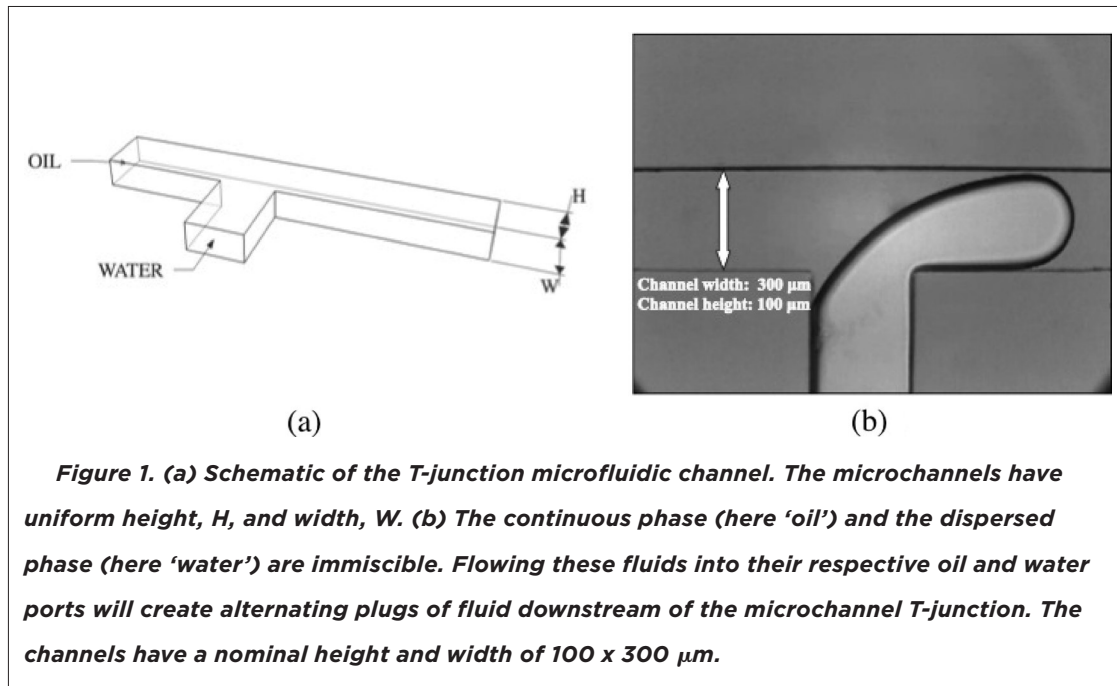 OIL
WATER
H
W
Channel width: 300 μm
Channel height: 100 μm
(a)
(b)
Figure 1. (a) Schematic of the T-junction microfluidic channel. The microchannels have
uniform height, H, and width, W. (b) The continuous phase (here ‘oil’) and the dispersed
phase (here ‘water’) are immiscible. Flowing these fluids into their respective oil and water
ports will create alternating plugs of fluid downstream of the microchannel T-junction. The
channels have a nominal height and width of 100 x 300 μm.